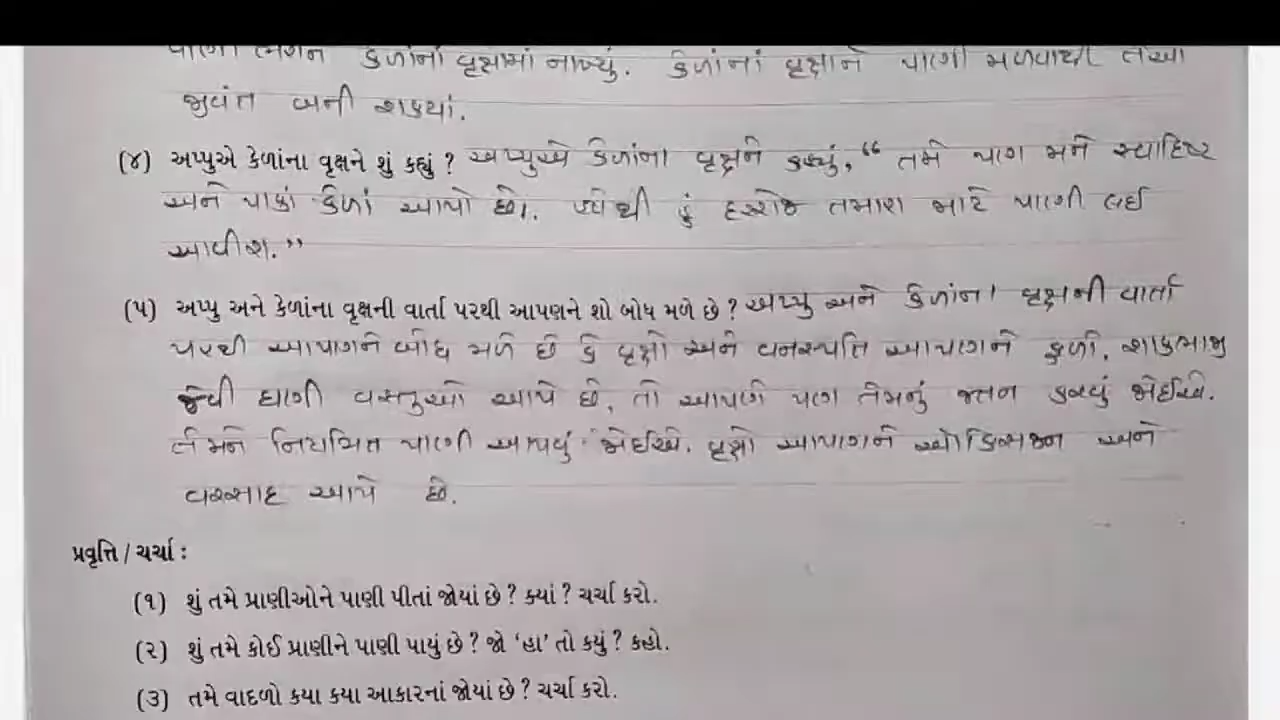 પાણી ભરીને કેળાંનાં વૃક્ષોમાં નાખ્યું. કેળાંનાં વૃક્ષોને પાણી મળવાથી તેઓ
જીવંત બની શક્યાં.
(૪) અપ્પુએ કેળાંના વૃક્ષને શું કહ્યું ? અપ્પુએ કેળાંના વૃક્ષને કહ્યું, “ તમે પણ મને સ્વાદિષ્ટ
અને પાકાં કેળાં આપો છો. એથી હું દરરોજ તમારા માટે પાણી લઈ
આવીશ.”
(૫) અપ્પુ અને કેળાંના વૃક્ષની વાર્તા પરથી આપણને શો બોધ મળે છે ? અપ્પુ અને કેળાંના વૃક્ષની વાર્તા
પરથી આપણને બોધ મળે છે કે વૃક્ષો અને વનસ્પતિ આપણને ફળો, શાકભાજી
જેવી ઘણી વસ્તુઓ આપે છે, તો આપણે પણ તેમનું જતન કરવું જોઈએ.
તેમને નિયમિત પાણી આપવું જોઈએ. વૃક્ષો આપણને ઓક્સિજન અને
વરસાદ આપે છે.
પ્રવૃત્તિ / ચર્ચા :
(૧) શું તમે પ્રાણીઓને પાણી પીતાં જોયાં છે ? ક્યાં ? ચર્ચા કરો.
(૨) શું તમે કોઈ પ્રાણીને પાણી પાયું છે ? જો ‘હા’ તો કયું ? કહો.
(૩) તમે વાદળો કયા કયા આકારનાં જોયાં છે ? ચર્ચા કરો.